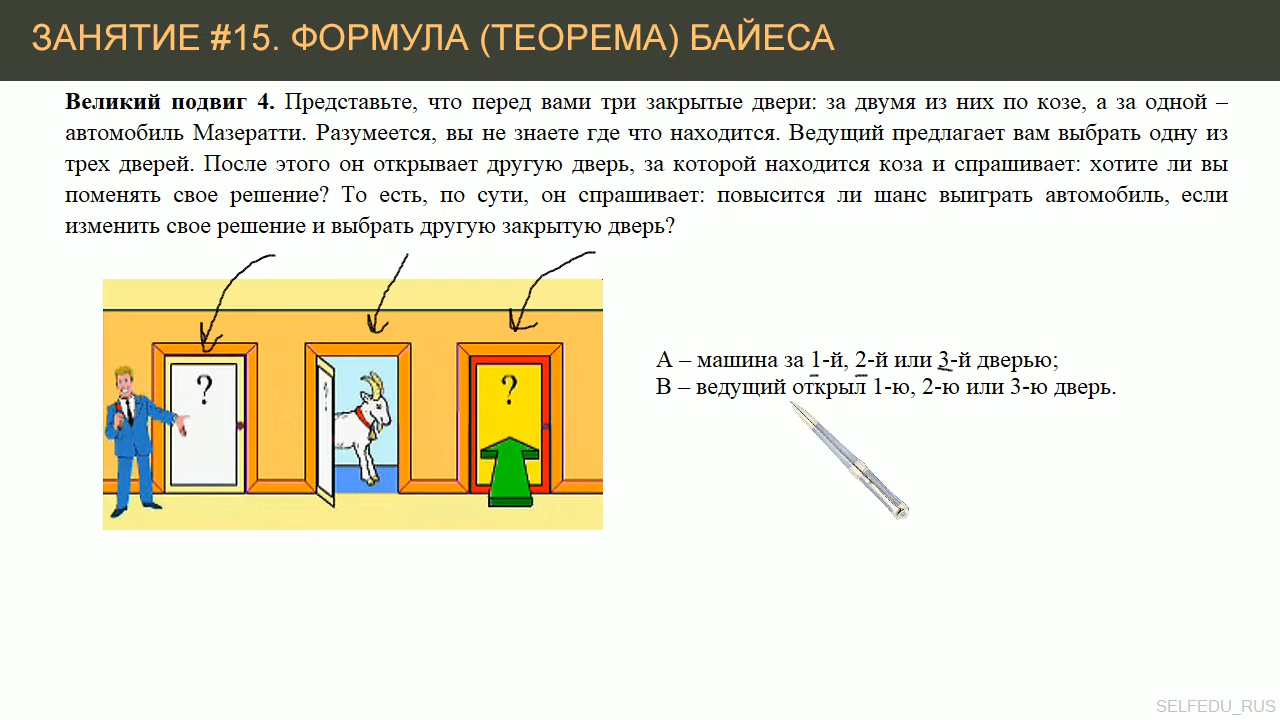 ЗАНЯТИЕ #15. ФОРМУЛА (ТЕОРЕМА) БАЙЕСА
Великий подвиг 4. Представьте, что перед вами три закрытые двери: за двумя из них по козе, а за одной –
автомобиль Мазератти. Разумеется, вы не знаете где что находится. Ведущий предлагает вам выбрать одну из
трех дверей. После этого он открывает другую дверь, за которой находится коза и спрашивает: хотите ли вы
поменять свое решение? То есть, по сути, он спрашивает: повысится ли шанс выиграть автомобиль, если
изменить свое решение и выбрать другую закрытую дверь?
? ? ?
A – машина за 1-й, 2-й или 3-й дверью;
B – ведущий открыл 1-ю, 2-ю или 3-ю дверь.
SELFEDU_RUS